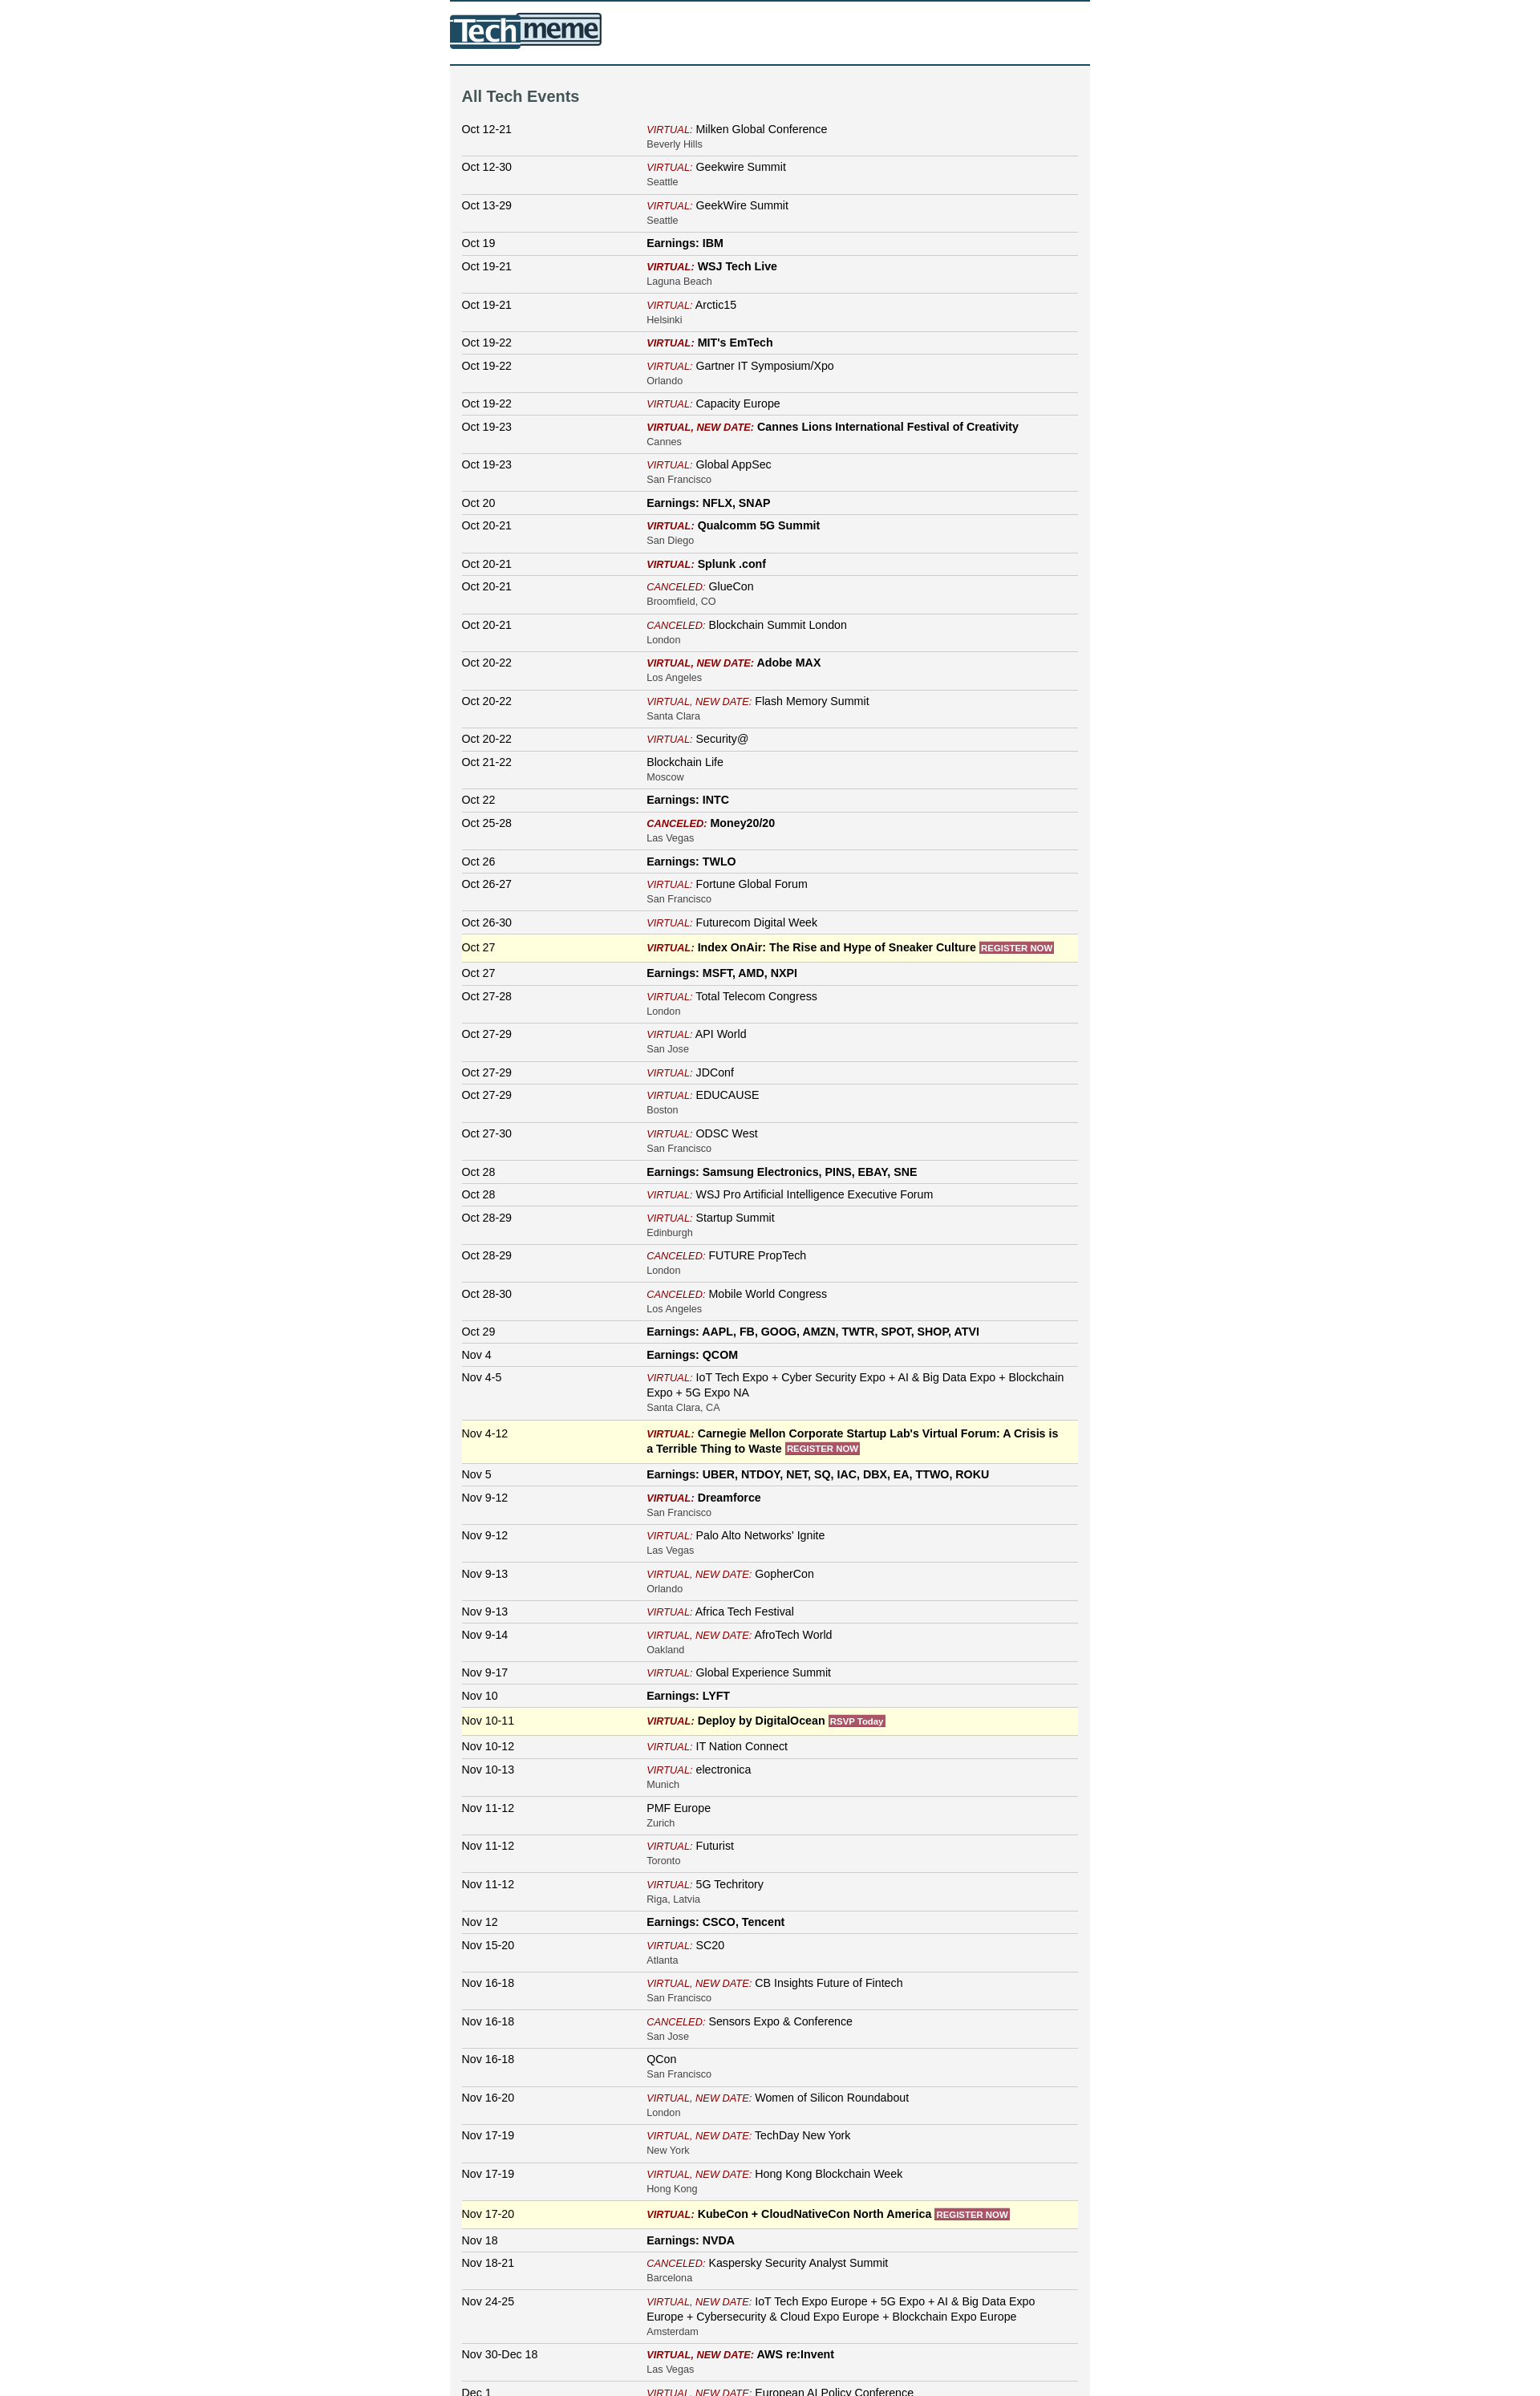 Techmeme
All Tech Events
Oct 12-21
VIRTUAL: Milken Global Conference
Beverly Hills
Oct 12-30
VIRTUAL: Geekwire Summit
Seattle
Oct 13-29
VIRTUAL: GeekWire Summit
Seattle
Oct 19
Earnings: IBM
Oct 19-21
VIRTUAL: WSJ Tech Live
Laguna Beach
Oct 19-21
VIRTUAL: Arctic15
Helsinki
Oct 19-22
VIRTUAL: MIT's EmTech
Oct 19-22
VIRTUAL: Gartner IT Symposium/Xpo
Orlando
Oct 19-22
VIRTUAL: Capacity Europe
Oct 19-23
VIRTUAL, NEW DATE: Cannes Lions International Festival of Creativity
Cannes
Oct 19-23
VIRTUAL: Global AppSec
San Francisco
Oct 20
Earnings: NFLX, SNAP
Oct 20-21
VIRTUAL: Qualcomm 5G Summit
San Diego
Oct 20-21
VIRTUAL: Splunk .conf
Oct 20-21
CANCELED: GlueCon
Broomfield, CO
Oct 20-21
CANCELED: Blockchain Summit London
London
Oct 20-22
VIRTUAL, NEW DATE: Adobe MAX
Los Angeles
Oct 20-22
VIRTUAL, NEW DATE: Flash Memory Summit
Santa Clara
Oct 20-22
VIRTUAL: Security@
Oct 21-22
Blockchain Life
Moscow
Oct 22
Earnings: INTC
Oct 25-28
CANCELED: Money20/20
Las Vegas
Oct 26
Earnings: TWLO
Oct 26-27
VIRTUAL: Fortune Global Forum
San Francisco
Oct 26-30
VIRTUAL: Futurecom Digital Week
Oct 27
VIRTUAL: Index OnAir: The Rise and Hype of Sneaker Culture REGISTER NOW
Oct 27
Earnings: MSFT, AMD, NXPI
Oct 27-28
VIRTUAL: Total Telecom Congress
London
Oct 27-29
VIRTUAL: API World
San Jose
Oct 27-29
VIRTUAL: JDConf
Oct 27-29
VIRTUAL: EDUCAUSE
Boston
Oct 27-30
VIRTUAL: ODSC West
San Francisco
Oct 28
Earnings: Samsung Electronics, PINS, EBAY, SNE
Oct 28
VIRTUAL: WSJ Pro Artificial Intelligence Executive Forum
Oct 28-29
VIRTUAL: Startup Summit
Edinburgh
Oct 28-29
CANCELED: FUTURE PropTech
London
Oct 28-30
CANCELED: Mobile World Congress
Los Angeles
Oct 29
Earnings: AAPL, FB, GOOG, AMZN, TWTR, SPOT, SHOP, ATVI
Nov 4
Earnings: QCOM
Nov 4-5
VIRTUAL: IoT Tech Expo + Cyber Security Expo + AI & Big Data Expo + Blockchain
Expo + 5G Expo NA
Santa Clara, CA
Nov 4-12
VIRTUAL: Carnegie Mellon Corporate Startup Lab's Virtual Forum: A Crisis is
a Terrible Thing to Waste REGISTER NOW
Nov 5
Earnings: UBER, NTDOY, NET, SQ, IAC, DBX, EA, TTWO, ROKU
Nov 9-12
VIRTUAL: Dreamforce
San Francisco
Nov 9-12
VIRTUAL: Palo Alto Networks' Ignite
Las Vegas
Nov 9-13
VIRTUAL, NEW DATE: GopherCon
Orlando
Nov 9-13
VIRTUAL: Africa Tech Festival
Nov 9-14
VIRTUAL, NEW DATE: AfroTech World
Oakland
Nov 9-17
VIRTUAL: Global Experience Summit
Nov 10
Earnings: LYFT
Nov 10-11
VIRTUAL: Deploy by DigitalOcean RSVP Today
Nov 10-12
VIRTUAL: IT Nation Connect
Nov 10-13
VIRTUAL: electronica
Munich
Nov 11-12
PMF Europe
Zurich
Nov 11-12
VIRTUAL: Futurist
Toronto
Nov 11-12
VIRTUAL: 5G Techritory
Riga, Latvia
Nov 12
Earnings: CSCO, Tencent
Nov 15-20
VIRTUAL: SC20
Atlanta
Nov 16-18
VIRTUAL, NEW DATE: CB Insights Future of Fintech
San Francisco
Nov 16-18
CANCELED: Sensors Expo & Conference
San Jose
Nov 16-18
QCon
San Francisco
Nov 16-20
VIRTUAL, NEW DATE: Women of Silicon Roundabout
London
Nov 17-19
VIRTUAL, NEW DATE: TechDay New York
New York
Nov 17-19
VIRTUAL, NEW DATE: Hong Kong Blockchain Week
Hong Kong
Nov 17-20
VIRTUAL: KubeCon + CloudNativeCon North America REGISTER NOW
Nov 18
Earnings: NVDA
Nov 18-21
CANCELED: Kaspersky Security Analyst Summit
Barcelona
Nov 24-25
VIRTUAL, NEW DATE: IoT Tech Expo Europe + 5G Expo + AI & Big Data Expo
Europe + Cybersecurity & Cloud Expo Europe + Blockchain Expo Europe
Amsterdam
Nov 30-Dec 18
VIRTUAL, NEW DATE: AWS re:Invent
Las Vegas
Dec 1
VIRTUAL, NEW DATE: European AI Policy Conference